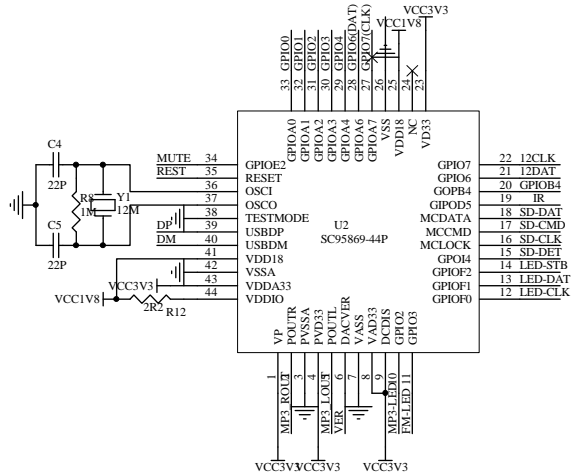 VCC3V3
VCC1V8
GPIO0
GPIO1
GPIO2
GPIO3
GPIO4
GPIO6(DAT)
GPIO7(CLK)
33
32
31
30
29
28
27
26
25
24
23
GPIOA0
GPIOA1
GPIOA2
GPIOA3
GPIOA4
GPIOA6
GPIOA7
VSS
VDD18
NC
VD33
C4
22P
R8
1M
Y1
12M
C5
22P
MUTE 34 GPIOE2
REST 35 RESET
36 OSCI
37 OSCO
38 TESTMODE
DP 39 USBDP
DM 40 USBDM
41 VDD18
42 VSSA
VCC3V3 43 VDDA33
44 VDDIO
VCC1V8
2R2
R12
U2
SC95869-44P
GPIO7 22 12CLK
GPIO6 21 12DAT
GOPB4 20 GPIOB4
GIPOD5 19 IR
MCDATA 18 SD-DAT
MCCMD 17 SD-CMD
MCLOCK 16 SD-CLK
GPOI4 15 SD-DET
GPIOF2 14 LED-STB
GPIOF1 13 LED-DAT
GPIOF0 12 LED-CLK
VP
POUTR
PVSSA
PVD33
POUTL
DACVER
VASS
VAD33
DCDIS
GPIO2
GPIO3
1
MP3_ROUT 2
3
4
MP3_LOUT 5
VER 6
7
8
9
MP3-LED 10
FM-LED 11
VCC3V3
VCC3V3
VCC3V3